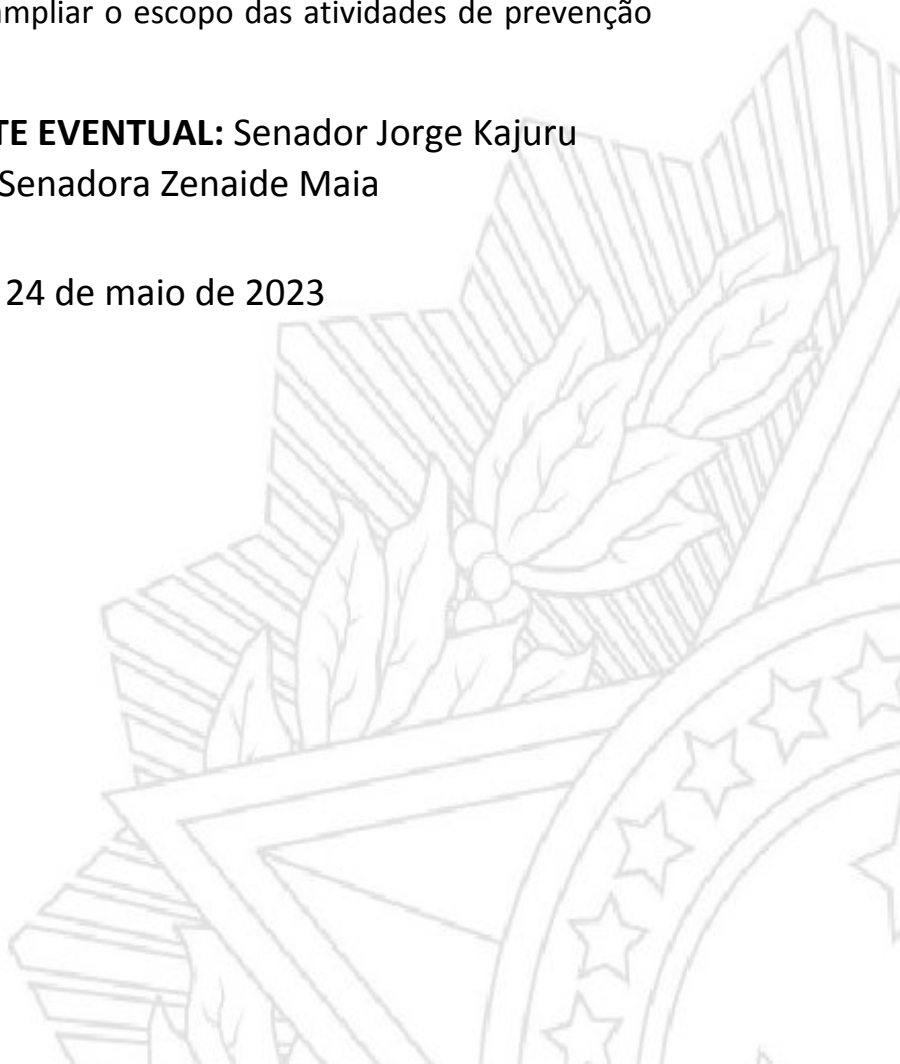 ampliar o escopo das atividades de prevenção
TE EVENTUAL: Senador Jorge Kajuru
Senadora Zenaide Maia
24 de maio de 2023